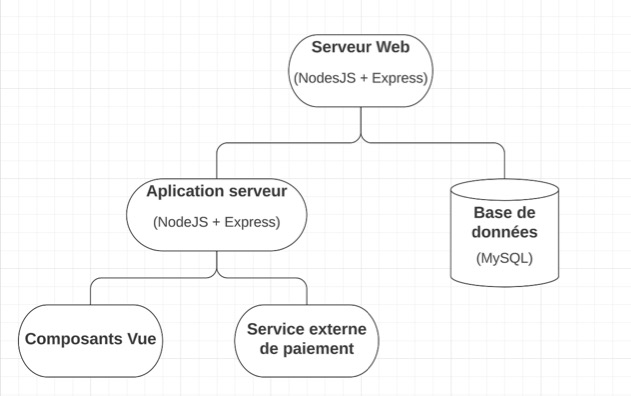 Serveur Web
(NodesJS + Express)
Aplication serveur
(NodeJS + Express)
Base de
données
(MySQL)
Composants Vue
Service externe
de paiement